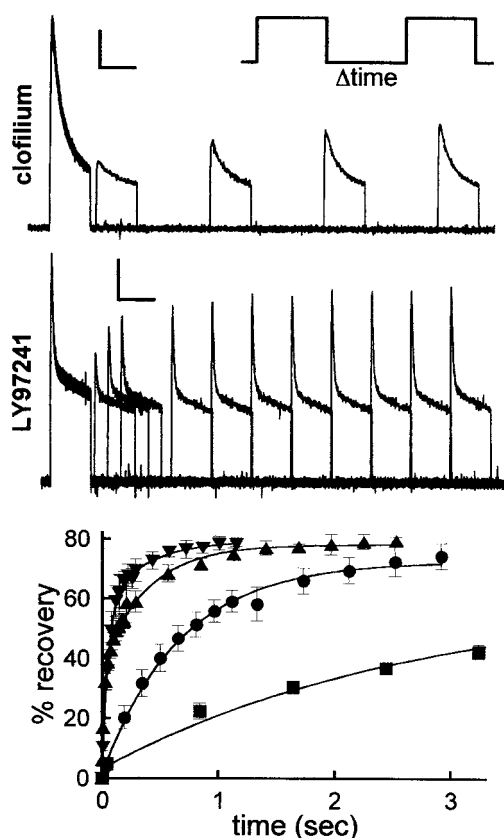 clofilium
Δtime
LY97241
80
60
40
20
0
% recovery
0 1 2 3
time (sec)